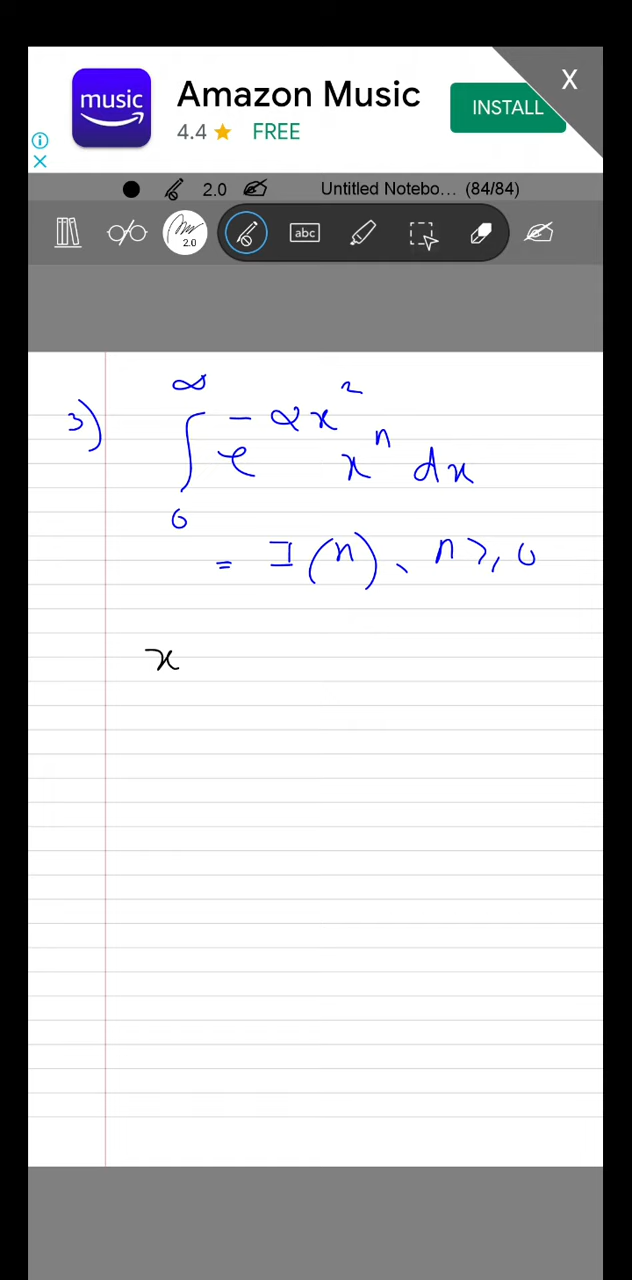 music
Amazon Music
4.4 ★ FREE
INSTALL
X
2.0 Untitled Notebo... (84/84)
2.0
abc
3) ∫₀^∞ e^(-αx²) xⁿ dx
= I(n), n ≥ 0
x